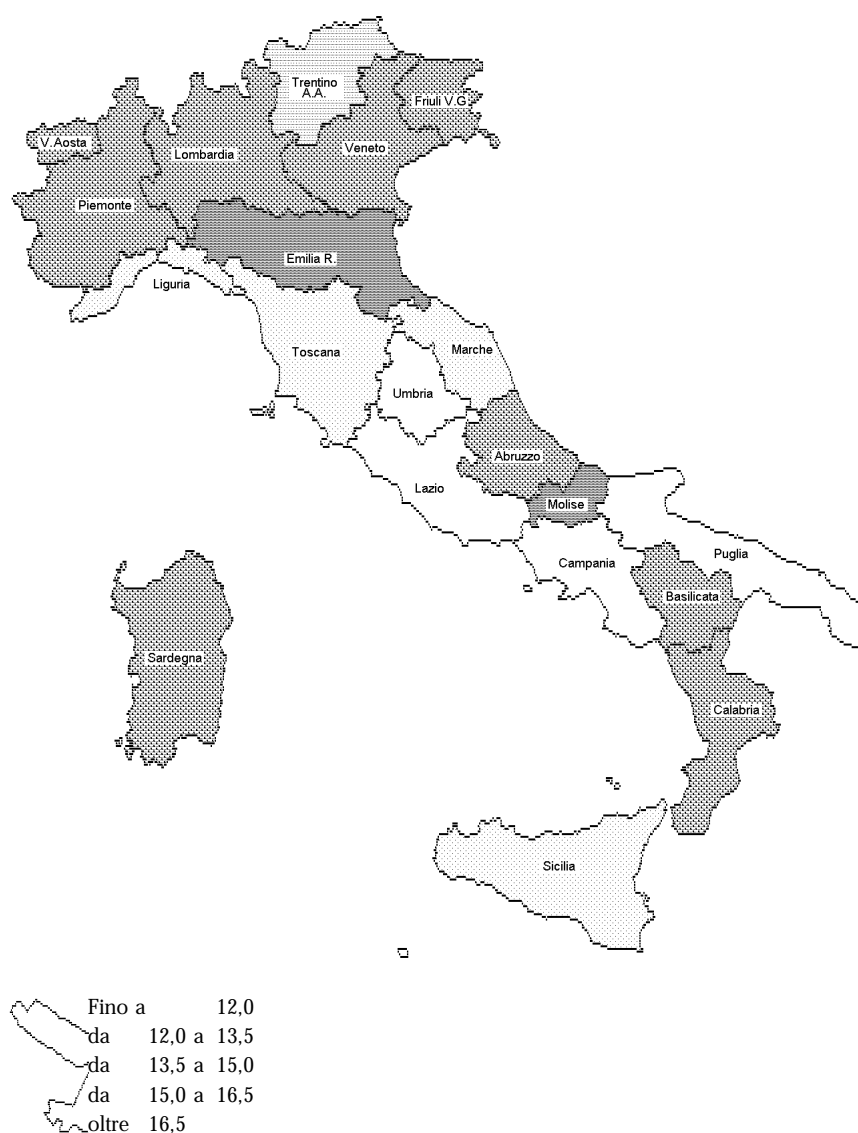 Trentino
A.A.
Friuli V.G.
V.Aosta
Lombardia
Veneto
Piemonte
Emilia R.
Liguria
Toscana
Marche
Umbria
Abruzzo
Lazio
Molise
Campania
Puglia
Basilicata
Sardegna
Calabria
Sicilia
Fino a 12,0
da 12,0 a 13,5
da 13,5 a 15,0
da 15,0 a 16,5
oltre 16,5